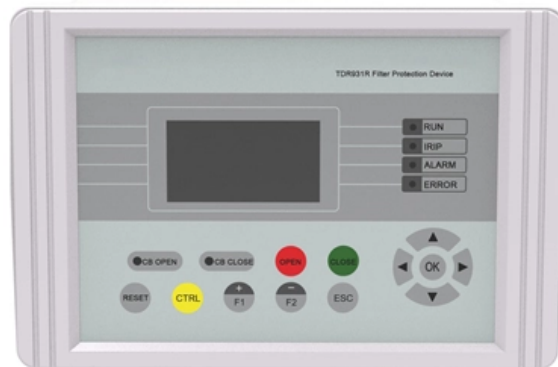 TDR931R Filter Protection Device
RUN
IRIP
ALARM
ERROR
CB OPEN
CB CLOSE
OPEN
CLOSE
RESET
CTRL
+
F1
−
F2
ESC
OK